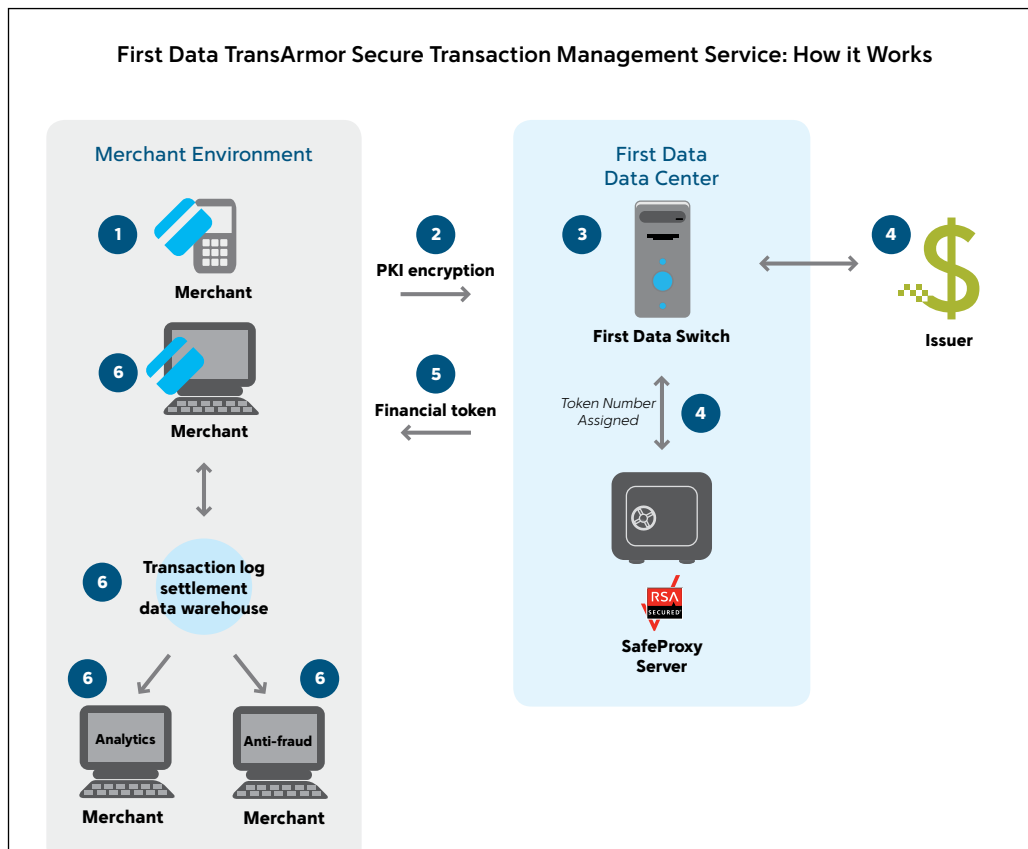 First Data TransArmor Secure Transaction Management Service: How it Works
Merchant Environment
1
Merchant
6
Merchant
6
Transaction log
settlement
data warehouse
6
Analytics
Merchant
6
Anti-fraud
Merchant
2
PKI encryption
5
Financial token
First Data
Data Center
3
First Data Switch
Token Number
Assigned
4
RSA
SECURED
SafeProxy
Server
4
Issuer